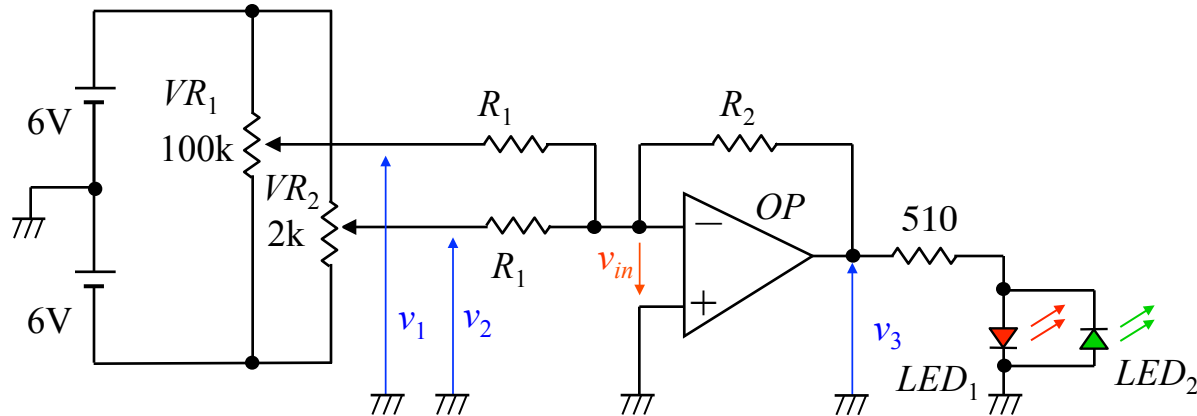 6V
6V
VR₁
100k
VR₂
2k
R₁
R₁
v₁
v₂
vᵢₙ
R₂
−
+
OP
v₃
510
LED₁
LED₂